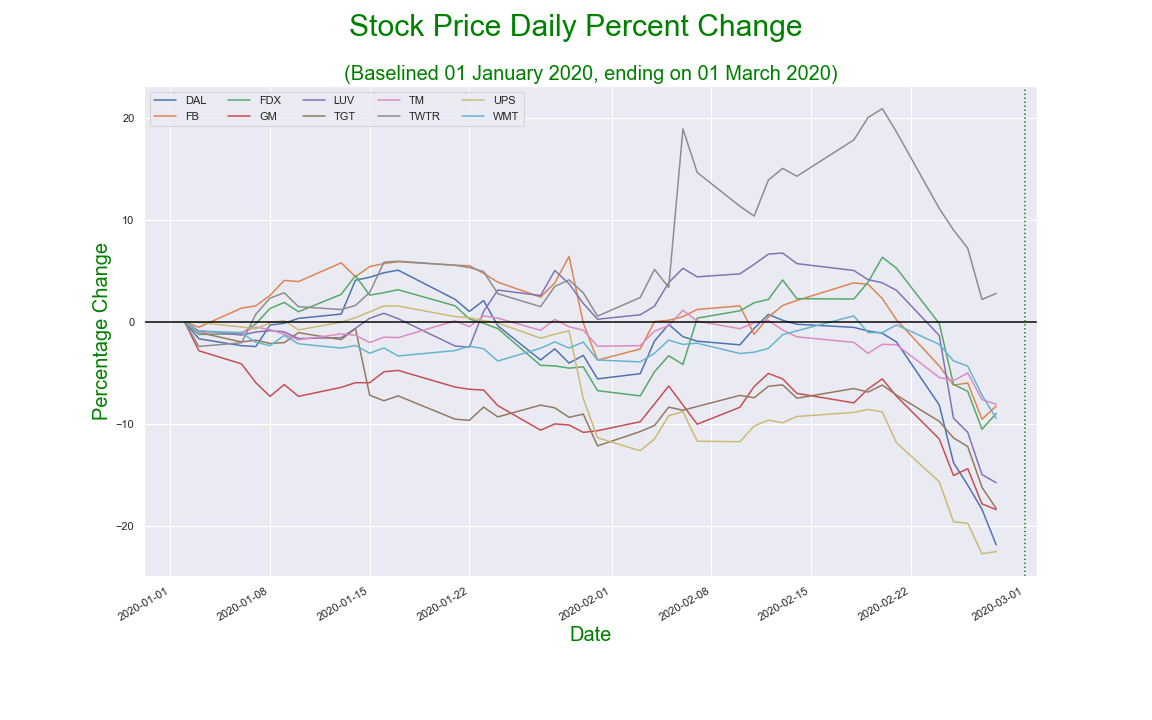 Stock Price Daily Percent Change
(Baselined 01 January 2020, ending on 01 March 2020)
DAL FDX LUV TM UPS
FB GM TGT TWTR WMT
20
10
0
−10
−20
Percentage Change
2020-01-01 2020-01-08 2020-01-15 2020-01-22 2020-02-01 2020-02-08 2020-02-15 2020-02-22 2020-03-01
Date